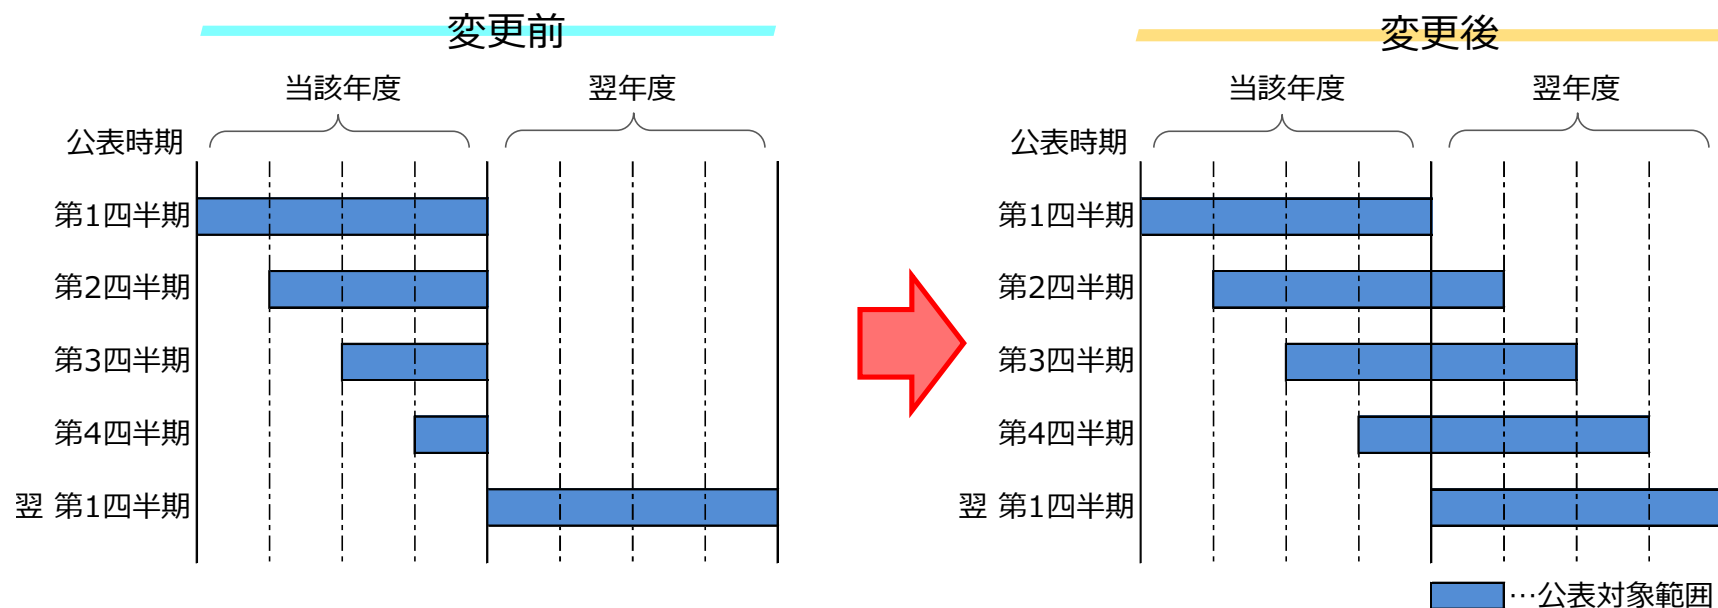 変更前
当該年度
翌年度
公表時期
第1四半期
第2四半期
第3四半期
第4四半期
翌 第1四半期
変更後
当該年度
翌年度
公表時期
第1四半期
第2四半期
第3四半期
第4四半期
翌 第1四半期
…公表対象範囲